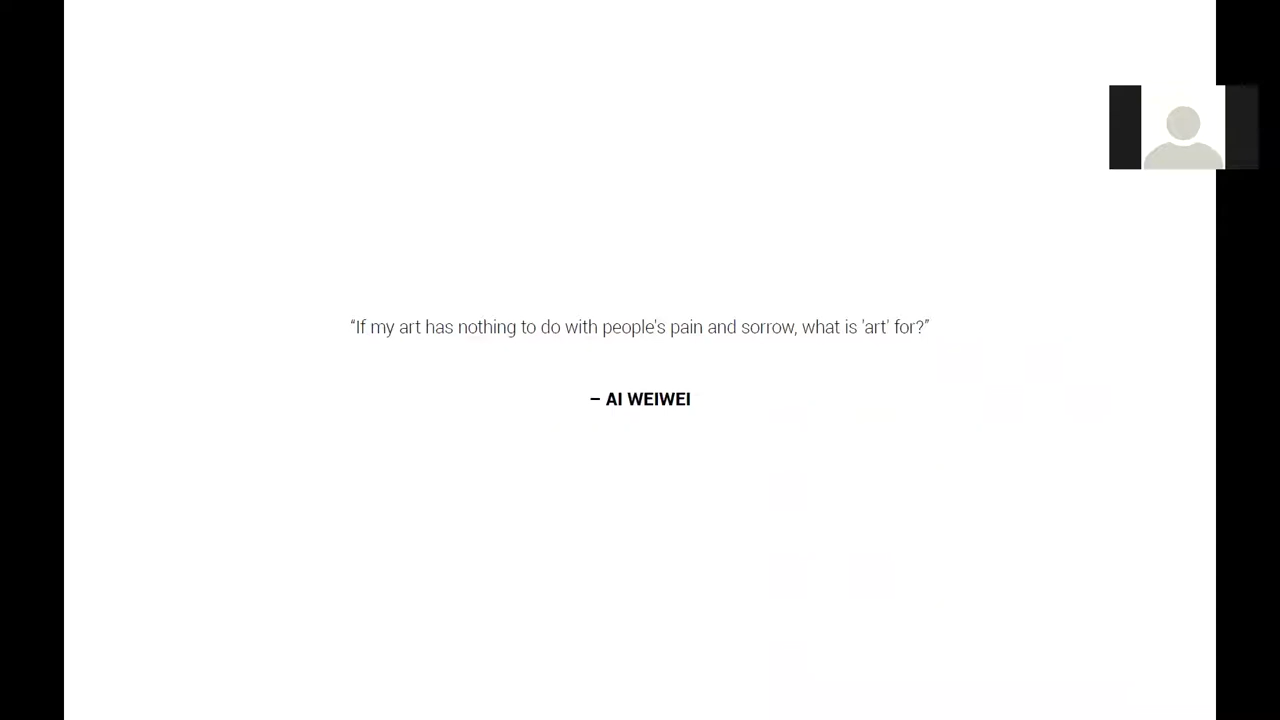 “If my art has nothing to do with people's pain and sorrow, what is 'art' for?”
– AI WEIWEI